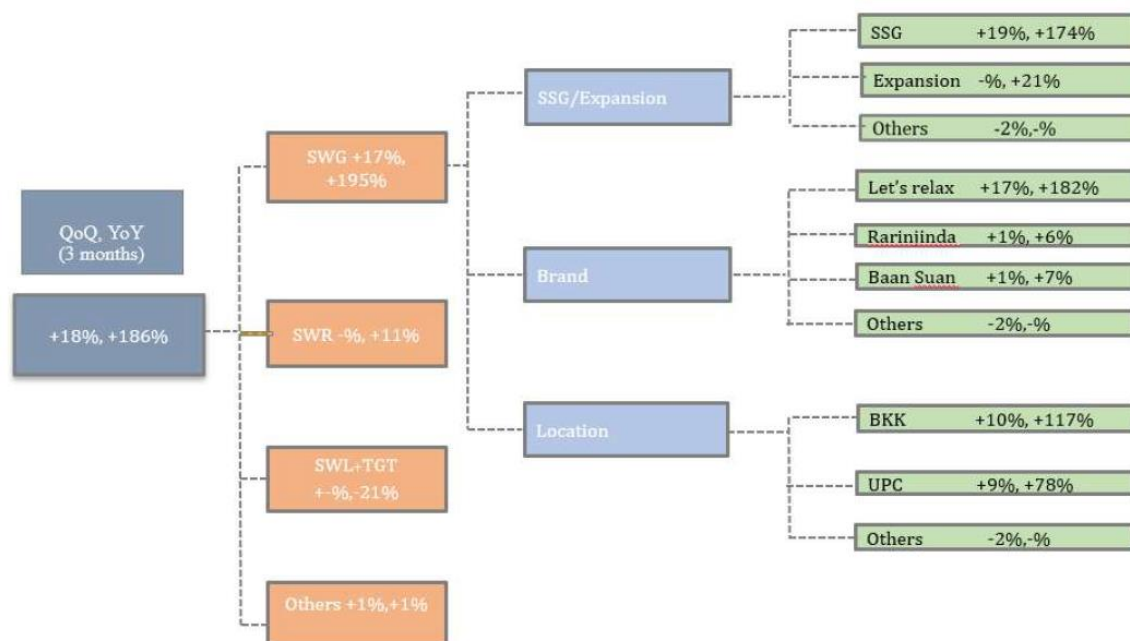 QoQ, YoY
(3 months)
+18%, +186%
SWG +17%,
+195%
SWR -%, +11%
SWL+TGT
+-%,-21%
Others +1%,+1%
SSG/Expansion
Brand
Location
SSG +19%, +174%
Expansion -%, +21%
Others -2%,-%
Let's relax +17%, +182%
Rarinjinda +1%, +6%
Baan Suan +1%, +7%
Others -2%,-%
BKK +10%, +117%
UPC +9%, +78%
Others -2%,-%